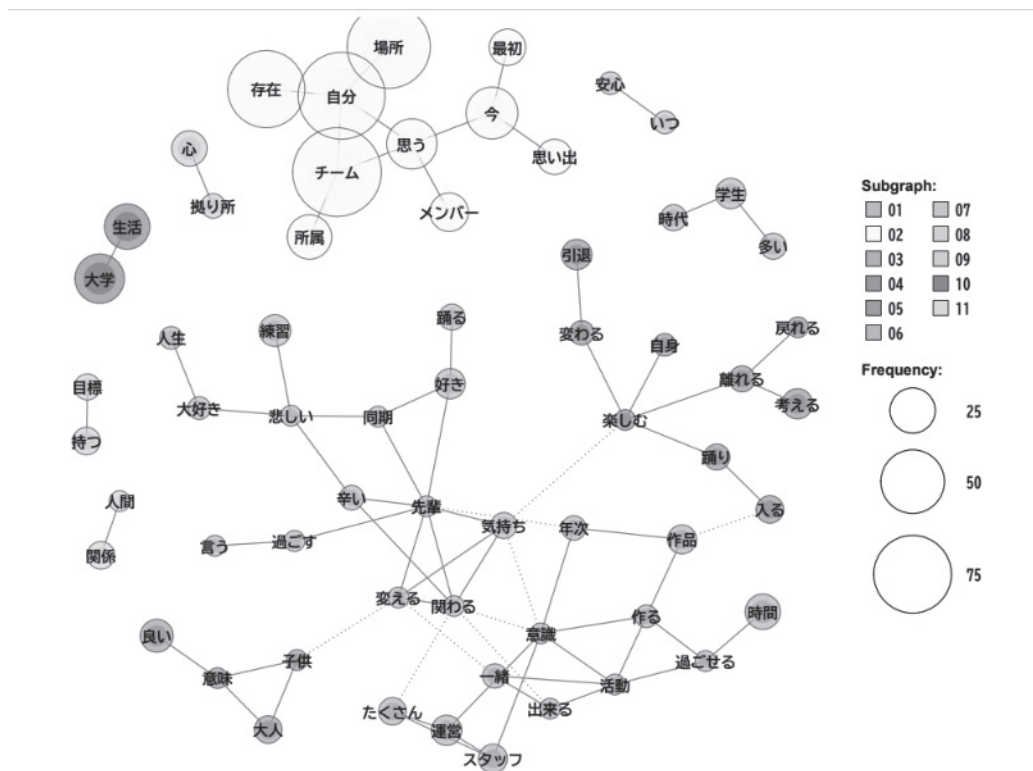 場所
最初
存在
自分
安心
今
いつ
思う
思い出
心
チーム
学生
拠り所
メンバー
時代
生活
所属
多い
引退
大学
練習
踊る
変わる
自身
戻れる
人生
離れる
目標
好き
考える
大好き
悲しい
同期
楽しむ
持つ
踊り
人間
辛い
先輩
入る
気持ち
年次
作品
言う
過ごす
関係
変える
関わる
時間
作る
良い
意識
子供
過ごせる
意味
一緒
活動
たくさん
出来る
大人
運営
スタッフ
Subgraph:
01 07
02 08
03 09
04 10
05 11
06
Frequency:
25
50
75